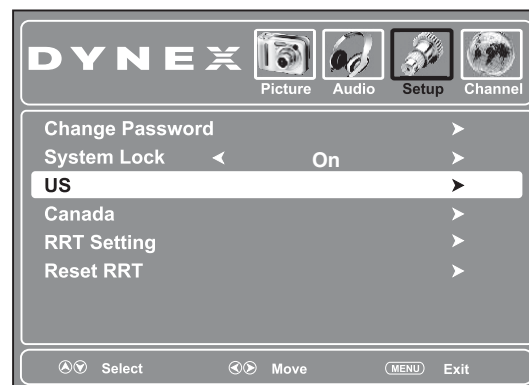 DYNEX
Picture Audio Setup Channel
Change Password
System Lock On
US
Canada
RRT Setting
Reset RRT
Select Move MENU Exit